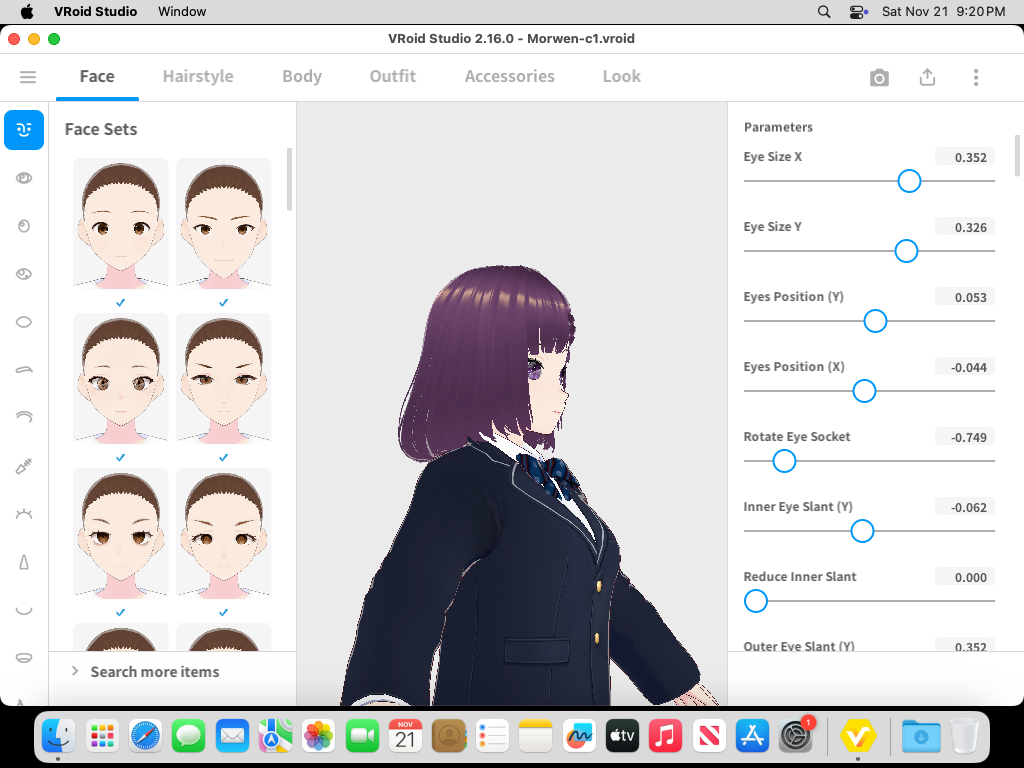 VRoid Studio Window Sat Nov 21 9:20 PM
VRoid Studio 2.16.0 - Morwen-c1.vroid
Face Hairstyle Body Outfit Accessories Look
Face Sets
Parameters
Eye Size X 0.352
Eye Size Y 0.326
Eyes Position (Y) 0.053
Eyes Position (X) -0.044
Rotate Eye Socket -0.749
Inner Eye Slant (Y) -0.062
Reduce Inner Slant 0.000
Outer Eye Slant (Y) 0.352
Search more items
NOV
21
tv
1